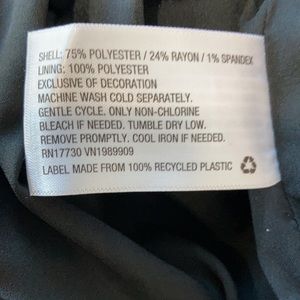 SHELL: 75% POLYESTER / 24% RAYON / 1% SPANDEX
LINING: 100% POLYESTER
EXCLUSIVE OF DECORATION
MACHINE WASH COLD SEPARATELY.
GENTLE CYCLE. ONLY NON-CHLORINE
BLEACH IF NEEDED. TUMBLE DRY LOW.
REMOVE PROMPTLY. COOL IRON IF NEEDED.
RN17730 VN1989909
LABEL MADE FROM 100% RECYCLED PLASTIC